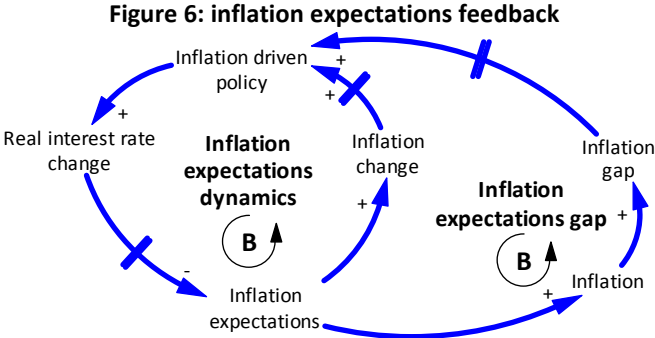 Figure 6: inflation expectations feedback
Inflation driven
policy
+
+
+
Real interest rate
change
Inflation
expectations
dynamics
B
Inflation
change
+
Inflation
gap
+
Inflation
expectations gap
B
-
Inflation
expectations
+
Inflation